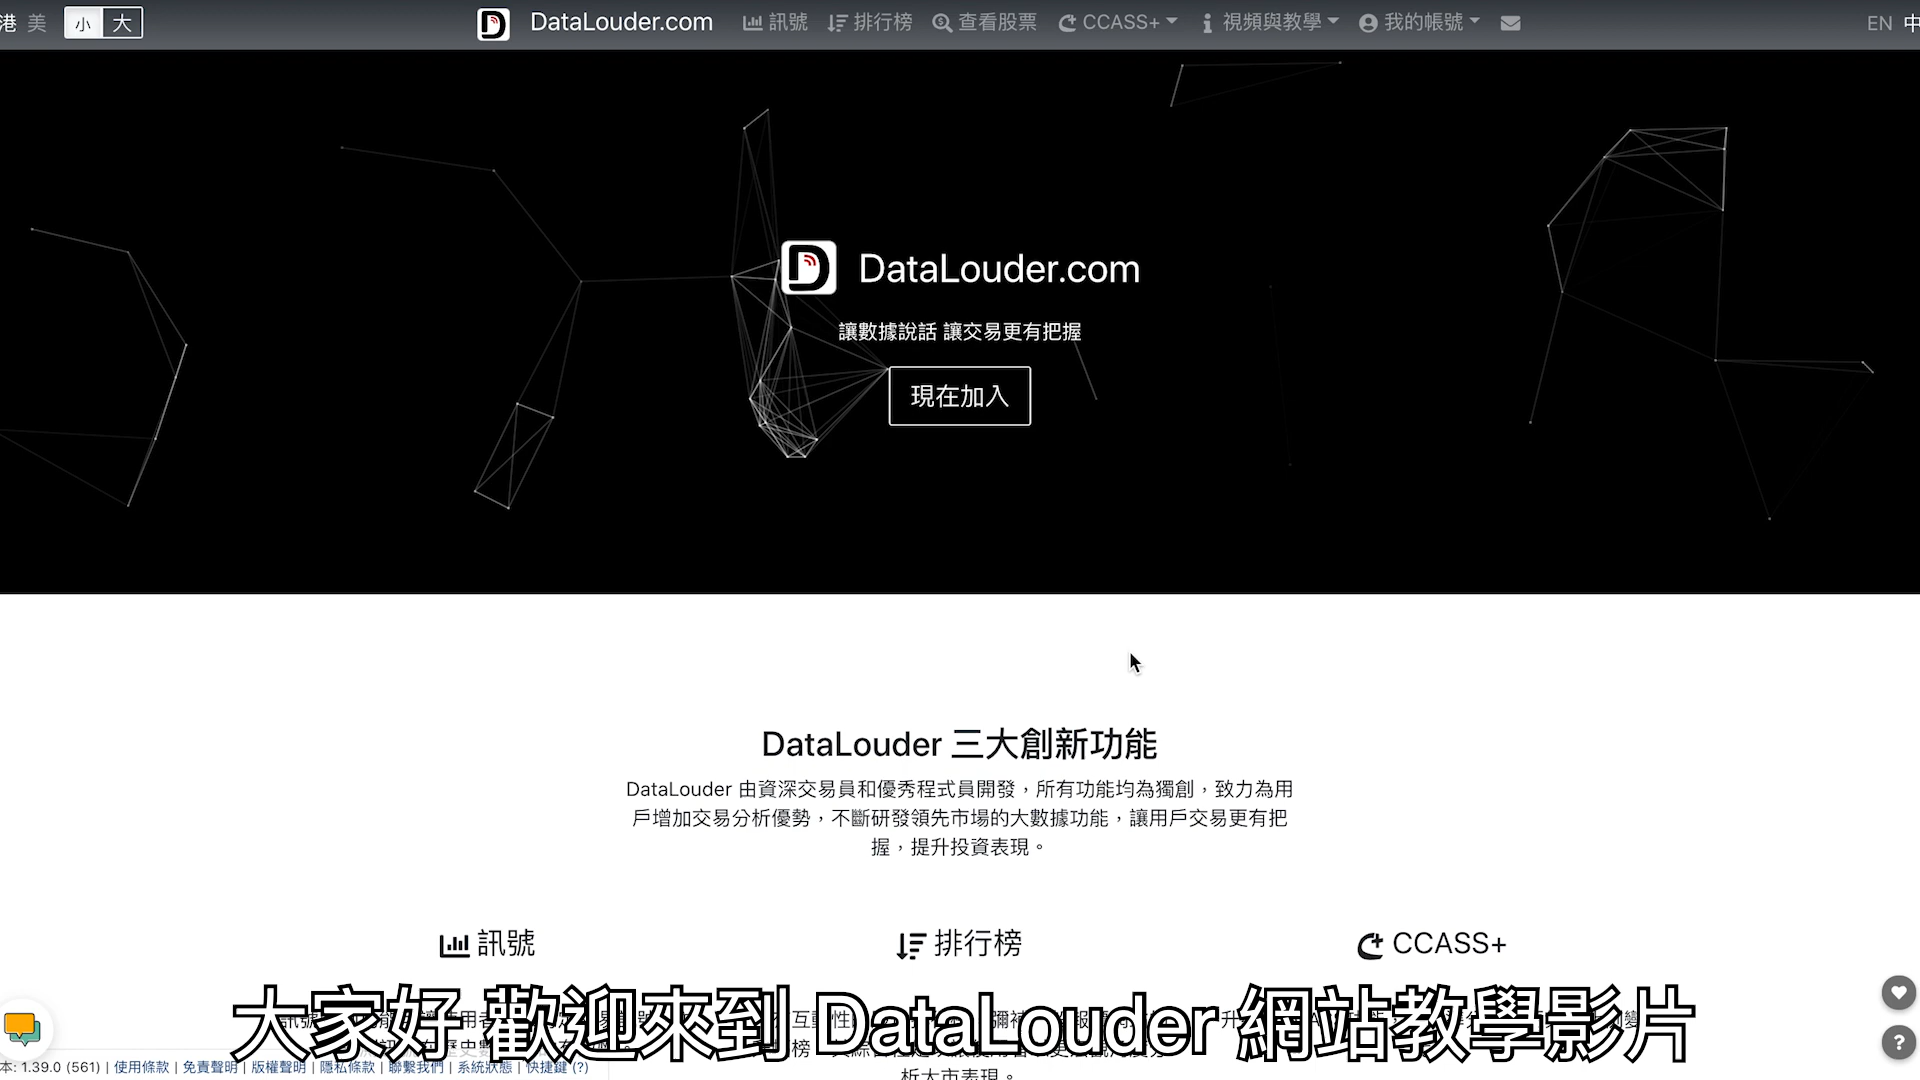 港 美 小 大 DataLouder.com 訊號 排行榜 查看股票 CCASS+ 視頻與教學 我的帳號 EN 中
DataLouder.com
讓數據說話 讓交易更有把握
現在加入
DataLouder 三大創新功能
DataLouder 由資深交易員和優秀程式員開發，所有功能均為獨創，致力為用
戶增加交易分析優勢，不斷研發領先市場的大數據功能，讓用戶交易更有把
握，提升投資表現。
訊號 排行榜 CCASS+
大家好 歡迎來到 DataLouder 網站教學影片
析大市表現。
本: 1.39.0 (561) | 使用條款 | 免責聲明 | 版權聲明 | 隱私條款 | 聯繫我們 | 系統狀態 | 快捷鍵 (?)